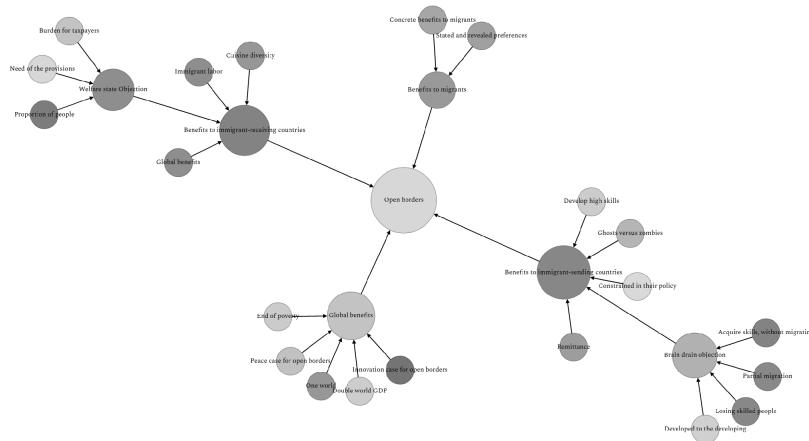 Concrete benefits to migrants
Burden for taxpayers
Stated and revealed preferences
Cuisine diversity
Need of the provisions
Immigrant labor
Welfare state Objection
Benefits to migrants
Proportion of people
Benefits to immigrant-receiving countries
Global benefits
Open borders
Develop high skills
Ghosts versus zombies
Benefits to immigrant-sending countries
Constrained in their policy
End of poverty
Global benefits
Acquire skills, without migratin
Remittance
Brain drain objection
Peace case for open borders
Innovation case for open borders
Partial migration
One world
Double world GDP
Losing skilled people
Developed to the developing